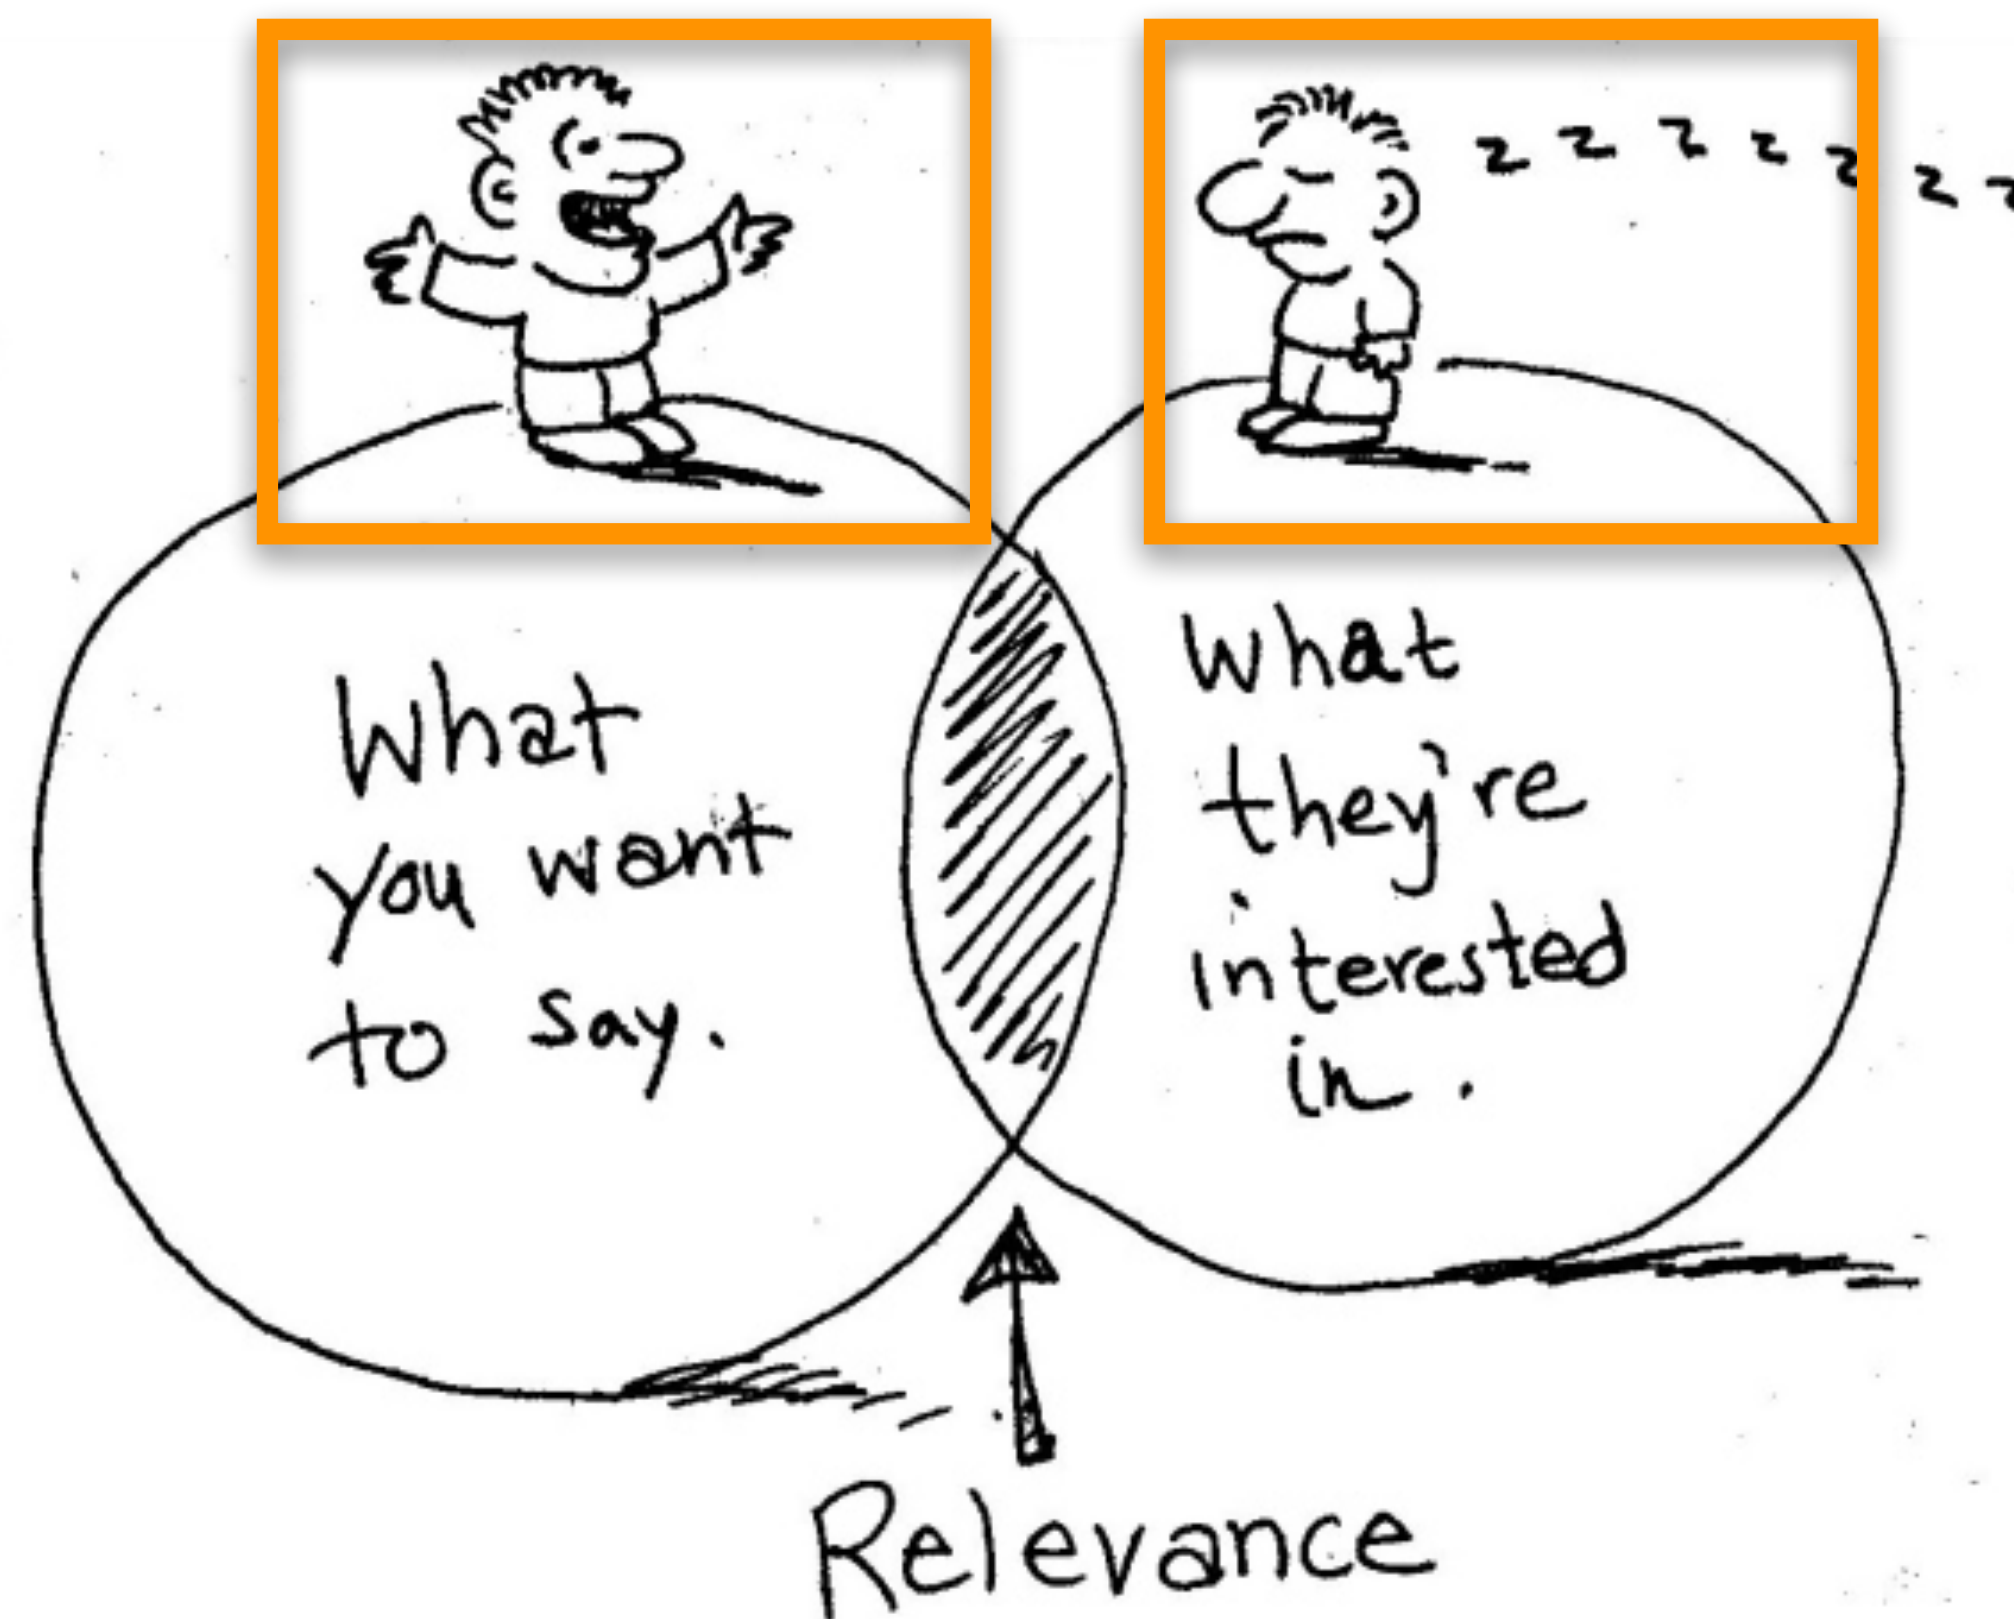 z z z z z z z
What
you want
to say.
What
they're
interested
in.
Relevance